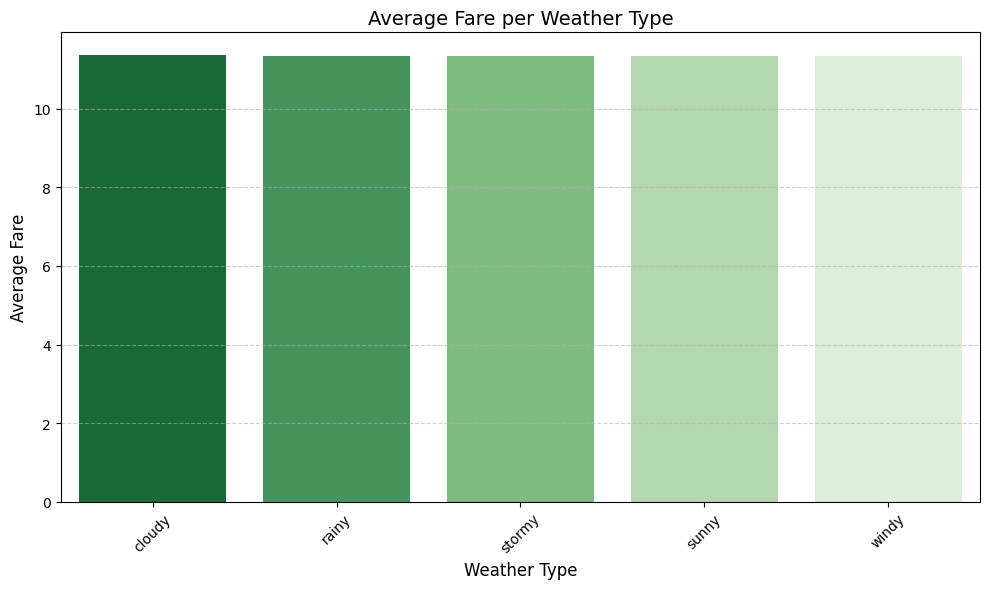 Average Fare per Weather Type
Average Fare
10
8
6
4
2
0
cloudy
rainy
stormy
sunny
windy
Weather Type